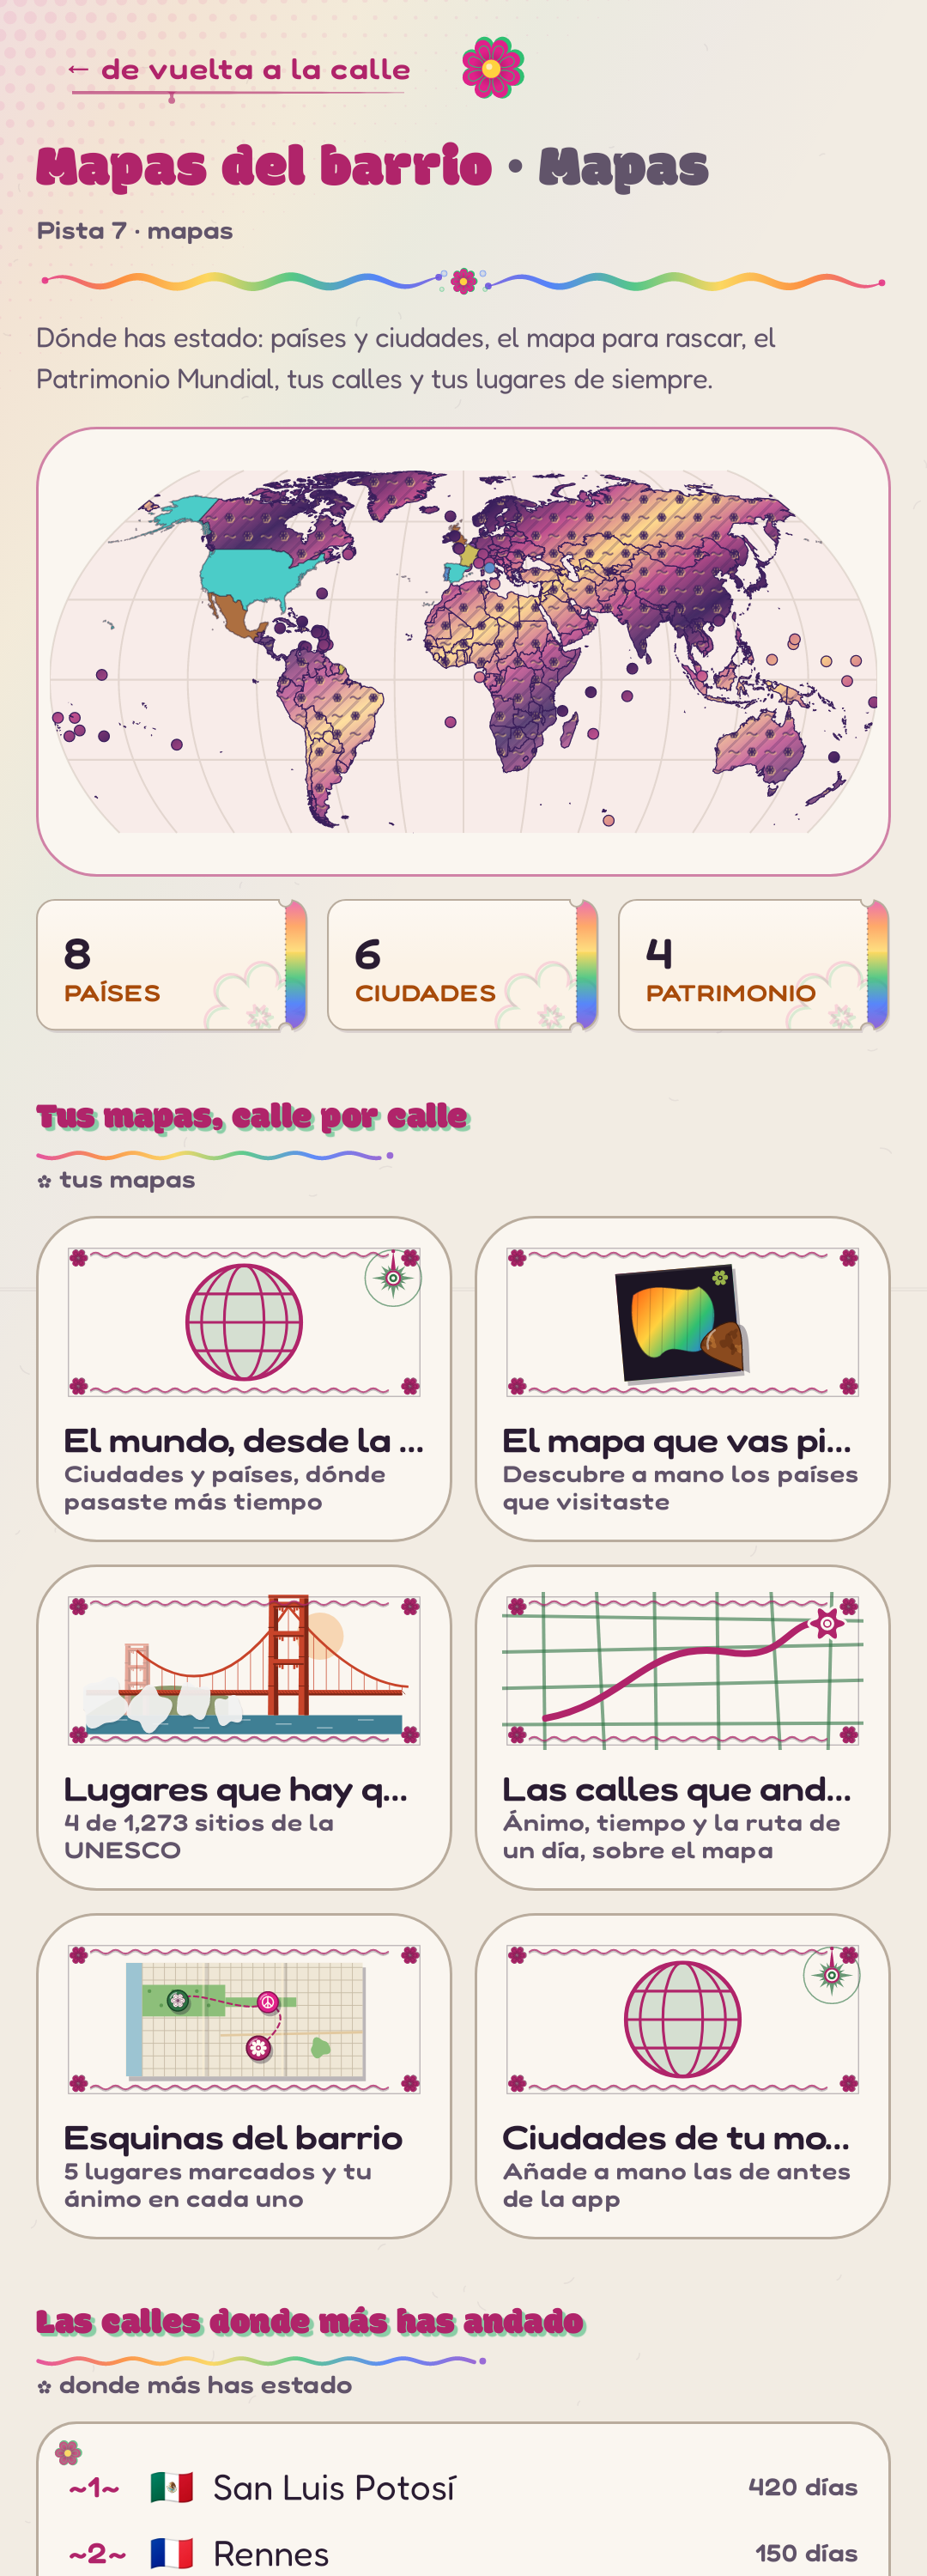 ← de vuelta a la calle
Mapas del barrio • Mapas
Pista 7 · mapas
Dónde has estado: países y ciudades, el mapa para rascar, el
Patrimonio Mundial, tus calles y tus lugares de siempre.
8
PAÍSES
6
CIUDADES
4
PATRIMONIO
Tus mapas, calle por calle
✿ tus mapas
El mundo, desde la ...
Ciudades y países, dónde
pasaste más tiempo
El mapa que vas pi...
Descubre a mano los países
que visitaste
Lugares que hay q...
4 de 1,273 sitios de la
UNESCO
Las calles que and...
Ánimo, tiempo y la ruta de
un día, sobre el mapa
Esquinas del barrio
5 lugares marcados y tu
ánimo en cada uno
Ciudades de tu mo...
Añade a mano las de antes
de la app
Las calles donde más has andado
✿ donde más has estado
~1~ San Luis Potosí 420 días
~2~ Rennes 150 días